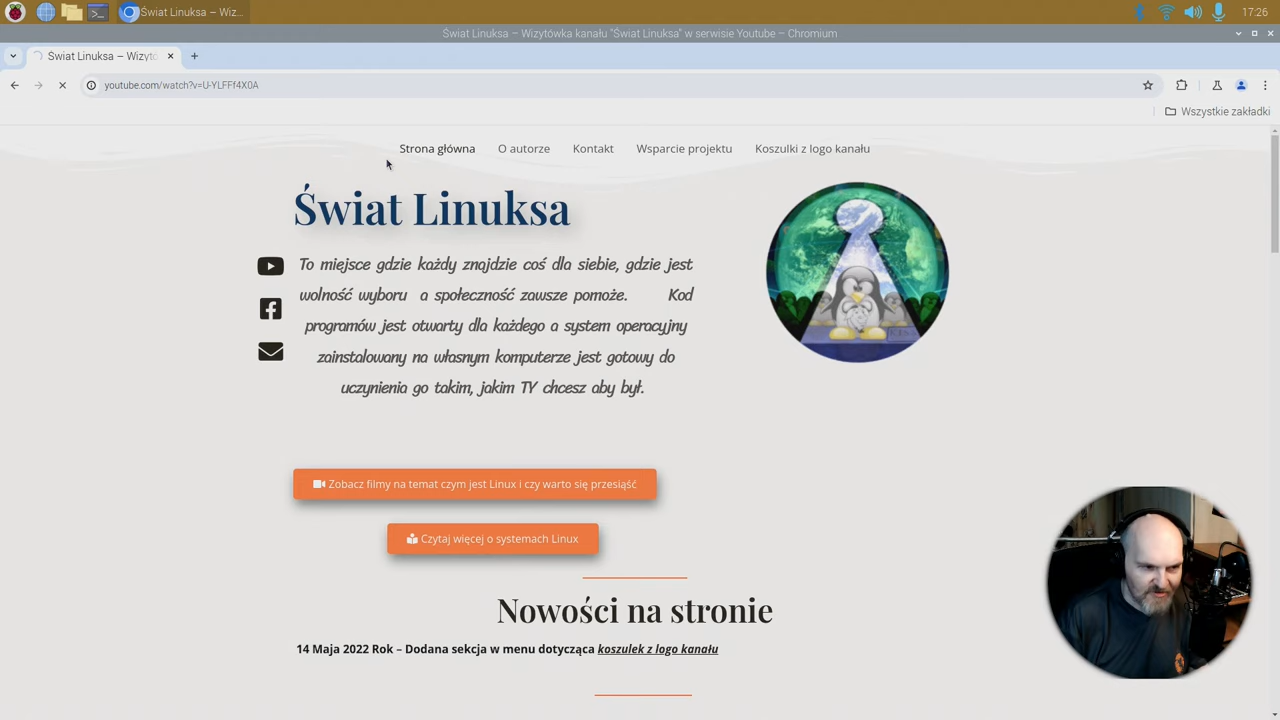 Świat Linuksa – Wiz...
17:26
Świat Linuksa – Wizytówka kanału "Świat Linuksa" w serwisie Youtube – Chromium
Świat Linuksa – Wizytó
youtube.com/watch?v=U-YLFFf4X0A
Wszystkie zakładki
Strona główna O autorze Kontakt Wsparcie projektu Koszulki z logo kanału
Świat Linuksa
To miejsce gdzie każdy znajdzie coś dla siebie, gdzie jest
wolność wyboru a społeczność zawsze pomoże. Kod
programów jest otwarty dla każdego a system operacyjny
zainstalowany na własnym komputerze jest gotowy do
uczynienia go takim, jakim TY chcesz aby był.
Zobacz filmy na temat czym jest Linux i czy warto się przesiąść
Czytaj więcej o systemach Linux
Nowości na stronie
14 Maja 2022 Rok – Dodana sekcja w menu dotycząca koszulek z logo kanału